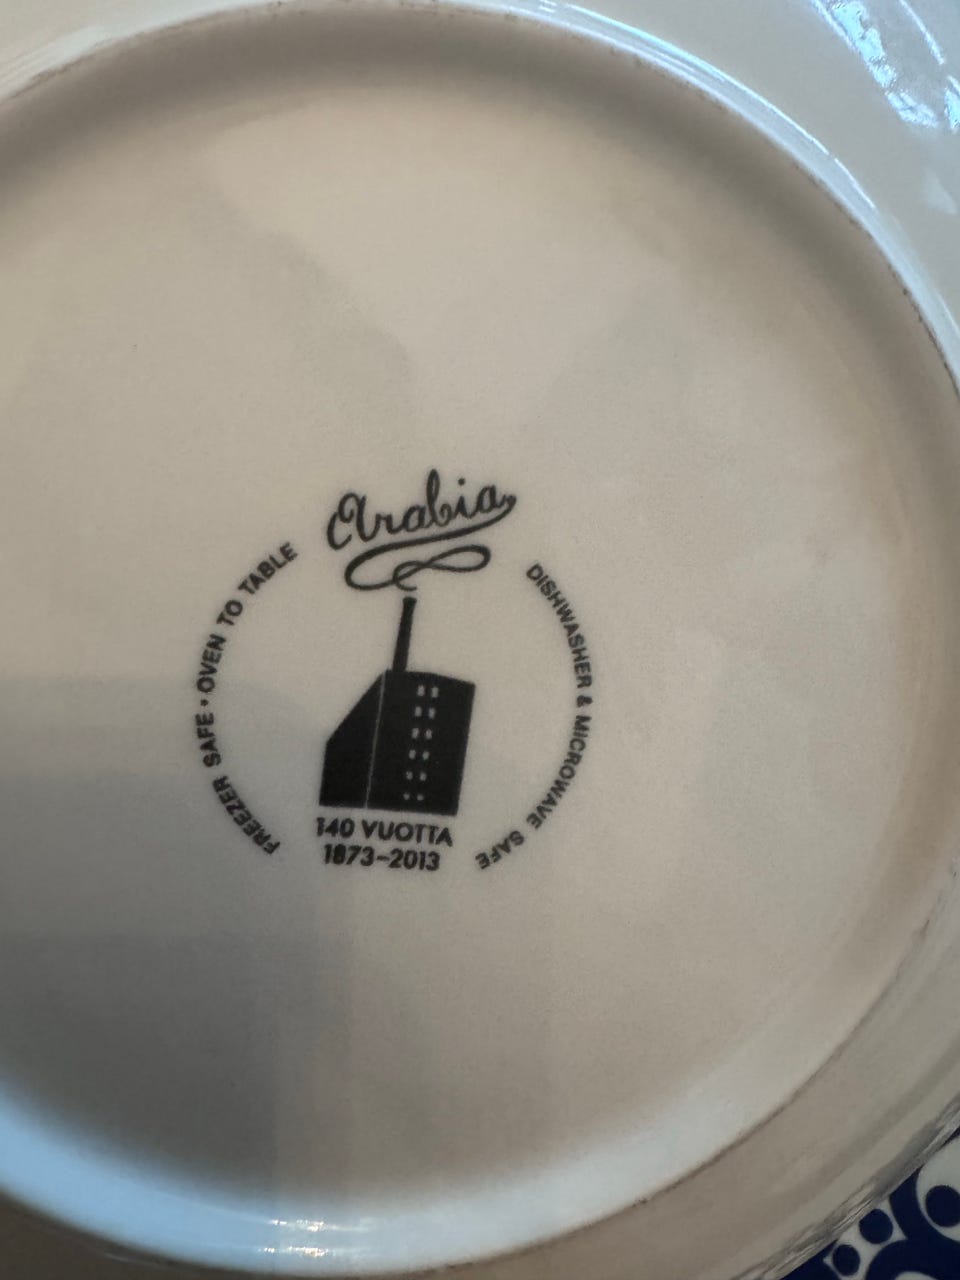 Arabia
FREEZER SAFE • OVEN TO TABLE
DISHWASHER & MICROWAVE SAFE
140 VUOTTA
1873–2013